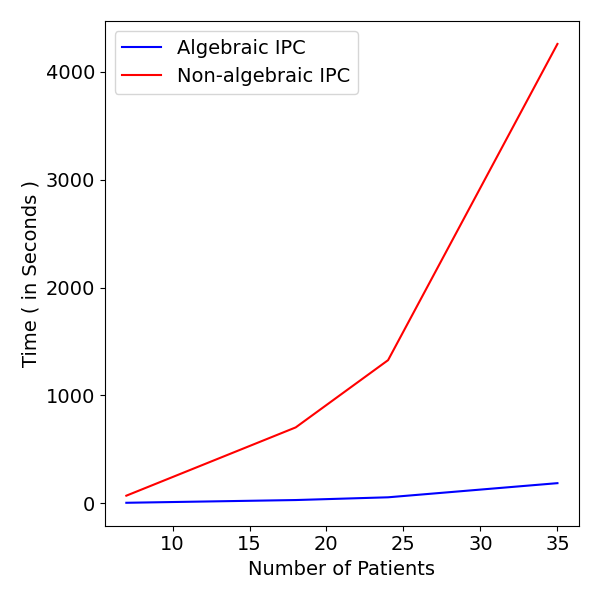 Algebraic IPC
Non-algebraic IPC
4000
3000
2000
1000
0
Time ( in Seconds )
10 15 20 25 30 35
Number of Patients